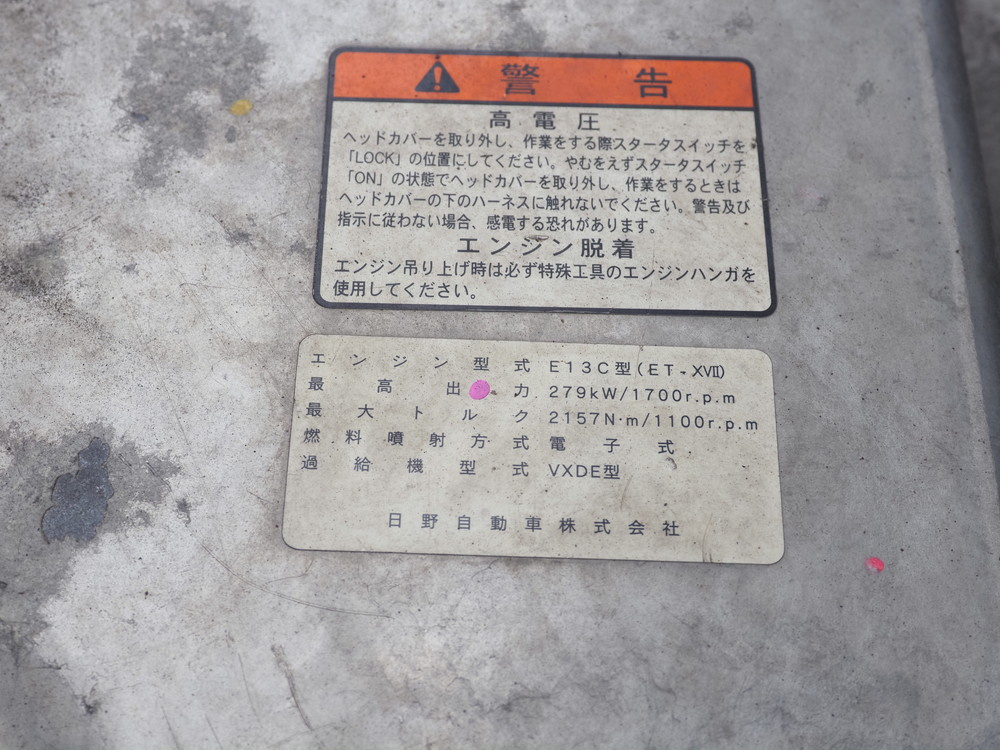 警告
高電圧
ヘッドカバーを取り外し、作業をする際スタータスイッチを
「LOCK」の位置にしてください。やむをえずスタータスイッチ
「ON」の状態でヘッドカバーを取り外し、作業をするときは
ヘッドカバーの下のハーネスに触れないでください。警告及び
指示に従わない場合、感電する恐れがあります。
エンジン脱着
エンジン吊り上げ時は必ず特殊工具のエンジンハンガを
使用してください。
エンジン型式 E13C型(ET-XVII)
最高出力 279kW/1700r.p.m
最大トルク 2157N·m/1100r.p.m
燃料噴射方式 電子式
過給機型式 VXDE型
日野自動車株式会社